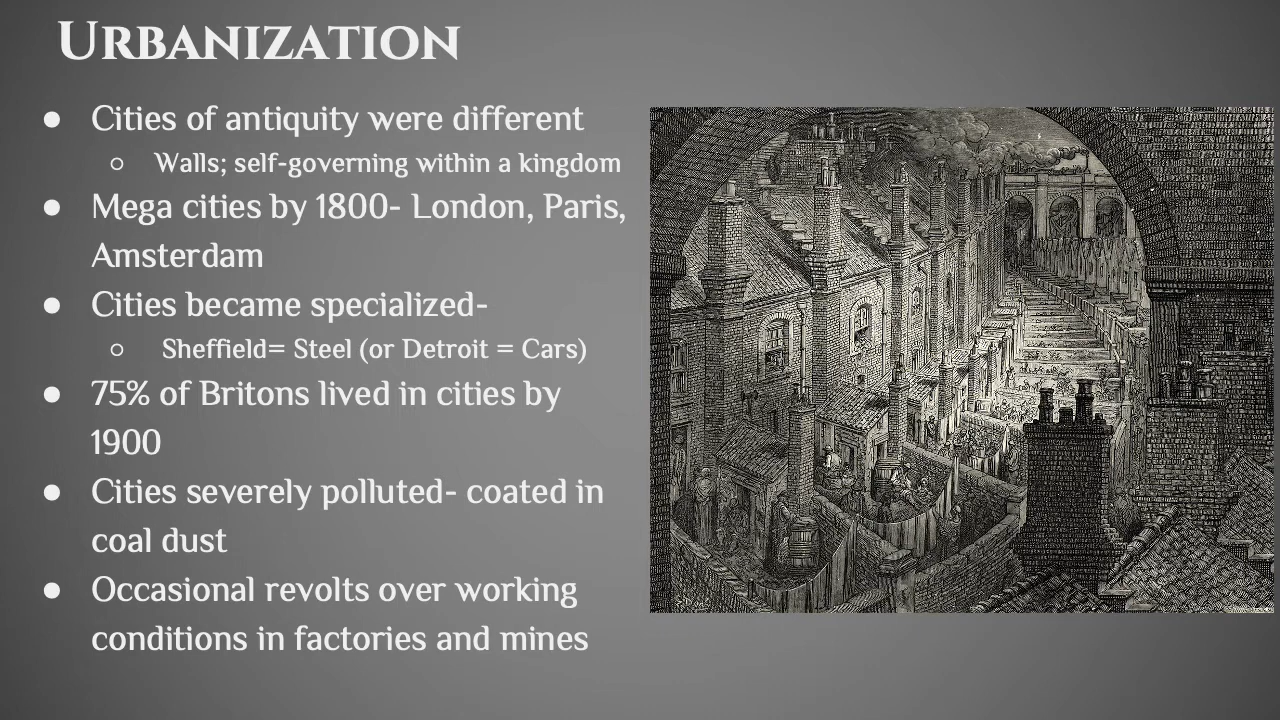 Urbanization
● Cities of antiquity were different
○ Walls; self-governing within a kingdom
● Mega cities by 1800- London, Paris,
Amsterdam
● Cities became specialized-
○ Sheffield= Steel (or Detroit = Cars)
● 75% of Britons lived in cities by
1900
● Cities severely polluted- coated in
coal dust
● Occasional revolts over working
conditions in factories and mines